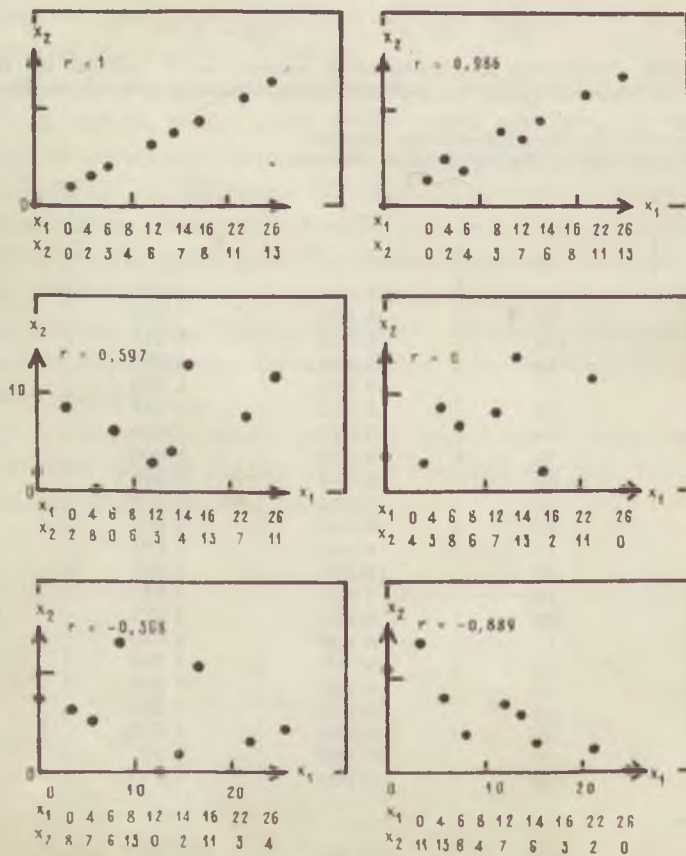 x2
r = 1
0
x1 0 4 6 8 12 14 16 22 26
x2 0 2 3 4 6 7 8 11 13
x2
r = 0,986
x1
x1 0 4 6 8 12 14 16 22 26
x2 0 2 4 3 7 6 8 11 13
x2
r = 0,597
10
0
x1
x1 0 4 6 8 12 14 16 22 26
x2 2 8 0 6 3 4 13 7 11
x2
r = 0
x1
x1 0 4 6 8 12 14 16 22 26
x2 4 3 8 6 7 13 2 11 0
x2
r = -0,368
0
x1
0 10 20
x1 0 4 6 8 12 14 16 22 26
x2 8 7 6 13 0 2 11 3 4
x2
r = -0,889
x1
0 10 20
x1 0 4 6 8 12 14 16 22 26
x2 11 13 8 4 7 6 3 2 0